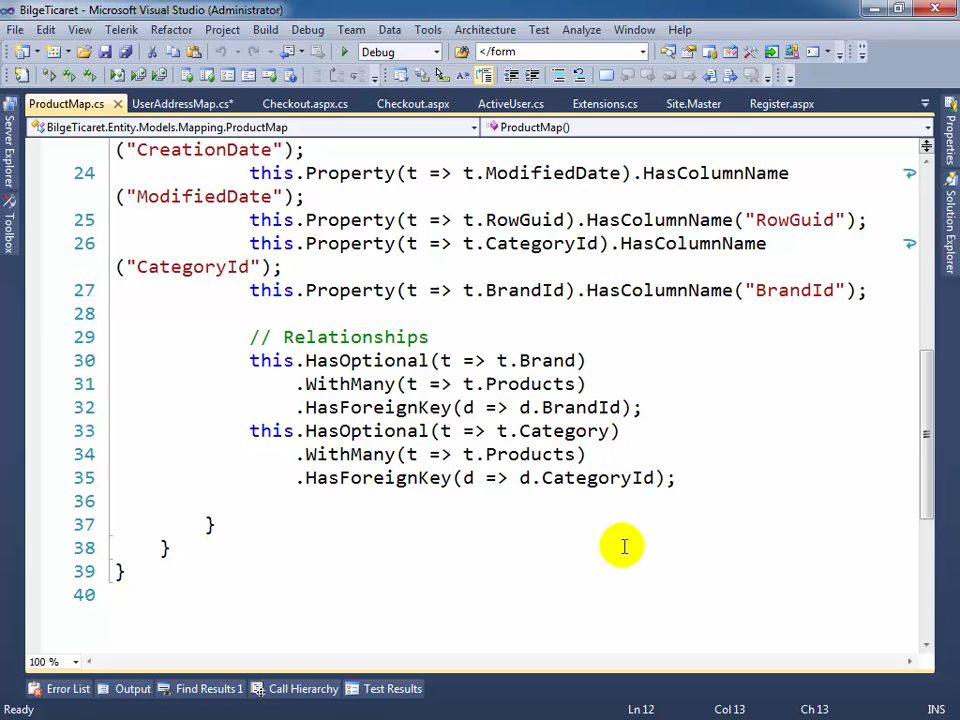 BilgeTicaret - Microsoft Visual Studio (Administrator)
File Edit View Telerik Refactor Project Build Debug Team Data Tools Architecture Test Analyze Window Help
Debug </form
ProductMap.cs UserAddressMap.cs* Checkout.aspx.cs Checkout.aspx ActiveUser.cs Extensions.cs Site.Master Register.aspx
BilgeTicaret.Entity.Models.Mapping.ProductMap ProductMap()
("CreationDate");
24 this.Property(t => t.ModifiedDate).HasColumnName
("ModifiedDate");
25 this.Property(t => t.RowGuid).HasColumnName("RowGuid");
26 this.Property(t => t.CategoryId).HasColumnName
("CategoryId");
27 this.Property(t => t.BrandId).HasColumnName("BrandId");
28
29 // Relationships
30 this.HasOptional(t => t.Brand)
31 .WithMany(t => t.Products)
32 .HasForeignKey(d => d.BrandId);
33 this.HasOptional(t => t.Category)
34 .WithMany(t => t.Products)
35 .HasForeignKey(d => d.CategoryId);
36
37 }
38 }
39 }
40
Server Explorer
Toolbox
Properties
Solution Explorer
100 %
Error List Output Find Results 1 Call Hierarchy Test Results
Ready Ln 12 Col 13 Ch 13 INS